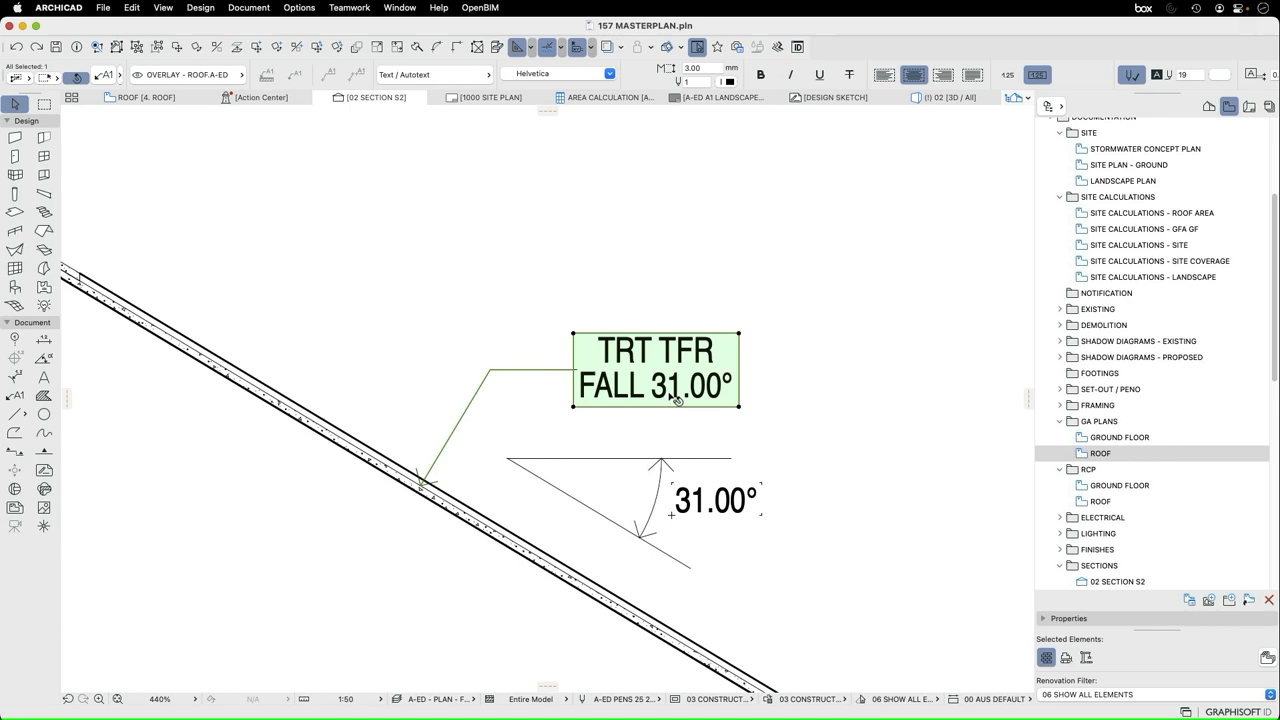 ARCHICAD File Edit View Design Document Options Teamwork Window Help OpenBIM
box
157 MASTERPLAN.pln
All Selected: 1
OVERLAY - ROOF.A-ED
Text / Autotext
Helvetica
3.00 mm
1
B I U T
1.25
19
ROOF [4. ROOF]
[Action Center]
[02 SECTION S2]
[1000 SITE PLAN]
AREA CALCULATION [A...
[A-ED A1 LANDSCAPE...
[DESIGN SKETCH]
(!) 02 [3D / All]
Design
Document
TRT TFR
FALL 31.00°
31.00°
SITE
STORMWATER CONCEPT PLAN
SITE PLAN - GROUND
LANDSCAPE PLAN
SITE CALCULATIONS
SITE CALCULATIONS - ROOF AREA
SITE CALCULATIONS - GFA GF
SITE CALCULATIONS - SITE
SITE CALCULATIONS - SITE COVERAGE
SITE CALCULATIONS - LANDSCAPE
NOTIFICATION
EXISTING
DEMOLITION
SHADOW DIAGRAMS - EXISTING
SHADOW DIAGRAMS - PROPOSED
FOOTINGS
SET-OUT / PENO
FRAMING
GA PLANS
GROUND FLOOR
ROOF
RCP
GROUND FLOOR
ROOF
ELECTRICAL
LIGHTING
FINISHES
SECTIONS
02 SECTION S2
Properties
Selected Elements:
Renovation Filter:
06 SHOW ALL ELEMENTS
440%
N/A
1:50
A-ED - PLAN - F...
Entire Model
A-ED PENS 25 2...
03 CONSTRUCT...
03 CONSTRUCT...
06 SHOW ALL E...
00 AUS DEFAULT
GRAPHISOFT ID